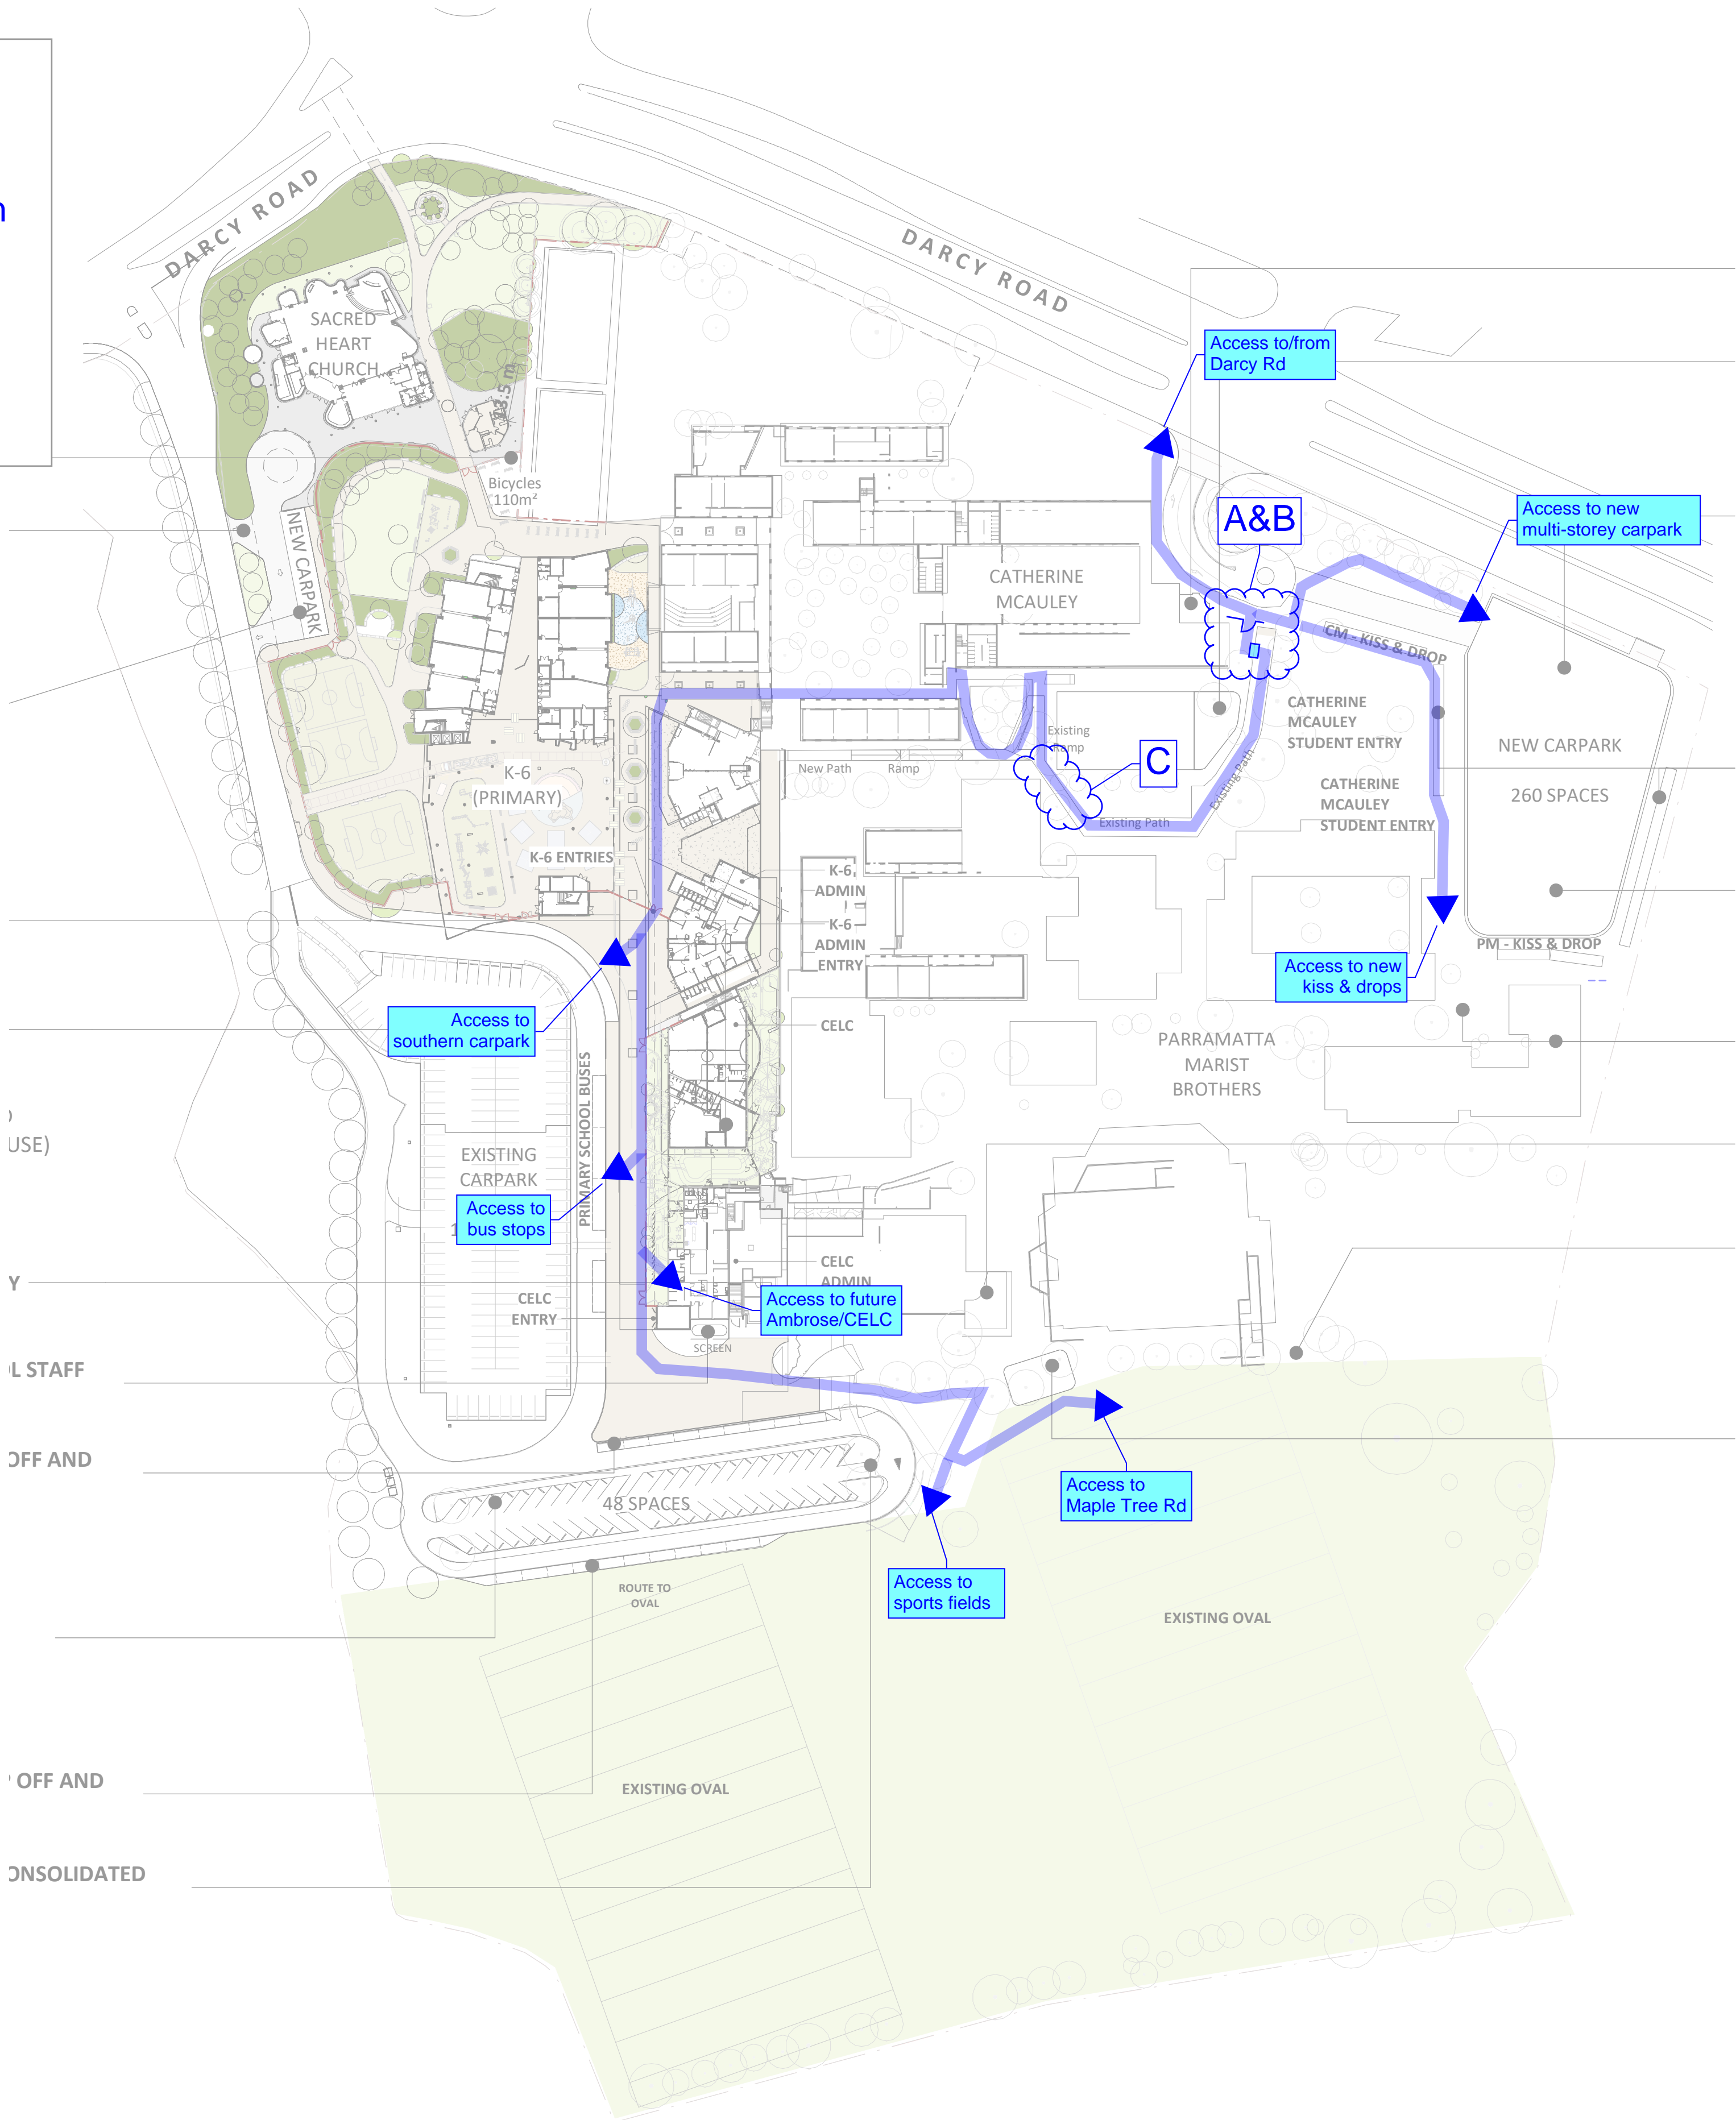 DARCY ROAD
DARCY ROAD
SACRED
HEART
CHURCH
Bicycles
110m²
NEW CARPARK
Access to/from
Darcy Rd
A&B
Access to new
multi-storey carpark
CATHERINE
MCAULEY
CM - KISS & DROP
CATHERINE
MCAULEY
STUDENT ENTRY
NEW CARPARK
260 SPACES
CATHERINE
MCAULEY
STUDENT ENTRY
Existing
Ramp
C
New Path
Ramp
Existing Path
Existing Path
K-6
(PRIMARY)
K-6 ENTRIES
K-6
ADMIN
K-6
ADMIN
ENTRY
PM - KISS & DROP
Access to new
kiss & drops
Access to
southern carpark
CELC
PARRAMATTA
MARIST
BROTHERS
PRIMARY SCHOOL BUSES
USE)
EXISTING
CARPARK
Access to
bus stops
CELC
ADMIN
Y
CELC
ENTRY
Access to future
Ambrose/CELC
SCREEN
L STAFF
OFF AND
48 SPACES
Access to
Maple Tree Rd
Access to
sports fields
ROUTE TO
OVAL
EXISTING OVAL
OFF AND
EXISTING OVAL
ONSOLIDATED